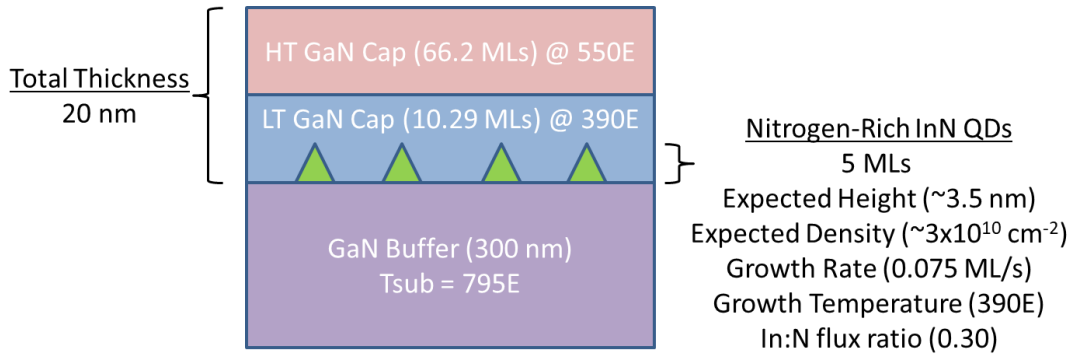 HT GaN Cap (66.2 MLs) @ 550E
Total Thickness
20 nm
LT GaN Cap (10.29 MLs) @ 390E
Nitrogen-Rich InN QDs
5 MLs
Expected Height (~3.5 nm)
Expected Density (~3x10¹⁰ cm⁻²)
Growth Rate (0.075 ML/s)
Growth Temperature (390E)
In:N flux ratio (0.30)
GaN Buffer (300 nm)
Tsub = 795E